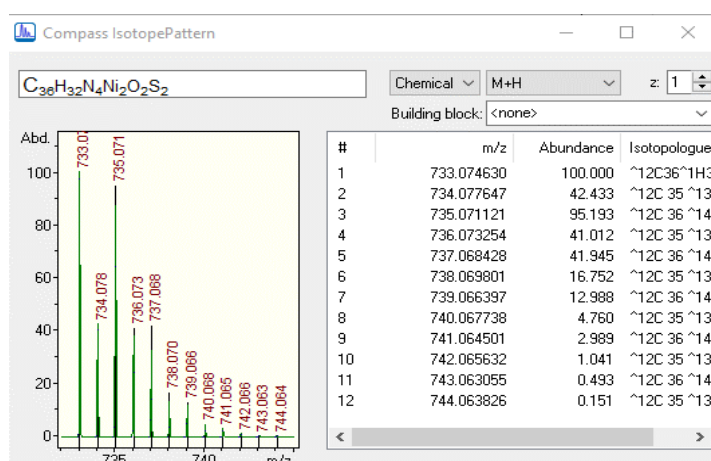 Compass IsotopePattern
C₃₆H₃₂N₄Ni₂O₂S₂
Chemical M+H z: 1
Building block: <none>
Abd.
100
80
60
40
20
0
733.07
734.078
735.071
736.073
737.068
738.070
739.066
740.068
741.065
742.066
743.063
744.064
735 740 m/z
# m/z Abundance Isotopologue
1 733.074630 100.000 ^12C36^1H3
2 734.077647 42.433 ^12C 35 ^13
3 735.071121 95.193 ^12C 36 ^14
4 736.073254 41.012 ^12C 35 ^13
5 737.068428 41.945 ^12C 36 ^14
6 738.069801 16.752 ^12C 35 ^13
7 739.066397 12.988 ^12C 36 ^14
8 740.067738 4.760 ^12C 35 ^13
9 741.064501 2.989 ^12C 36 ^14
10 742.065632 1.041 ^12C 35 ^13
11 743.063055 0.493 ^12C 36 ^14
12 744.063826 0.151 ^12C 35 ^13